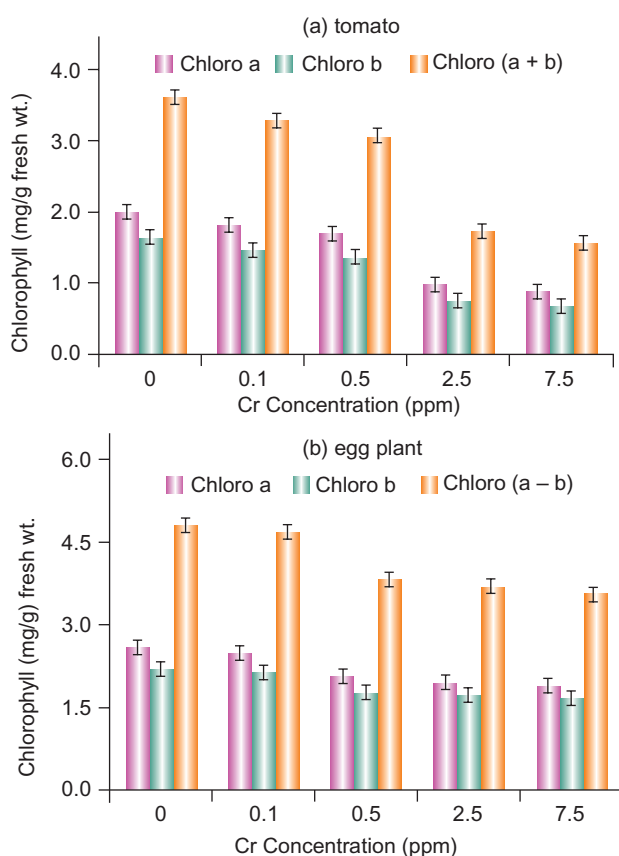 (a) tomato
Chloro a Chloro b Chloro (a + b)
Chlorophyll (mg/g fresh wt.)
4.0
3.0
2.0
1.0
0.0
0 0.1 0.5 2.5 7.5
Cr Concentration (ppm)
(b) egg plant
Chloro a Chloro b Chloro (a – b)
Chlorophyll (mg/g) fresh wt.
6.0
4.5
3.0
1.5
0.0
0 0.1 0.5 2.5 7.5
Cr Concentration (ppm)